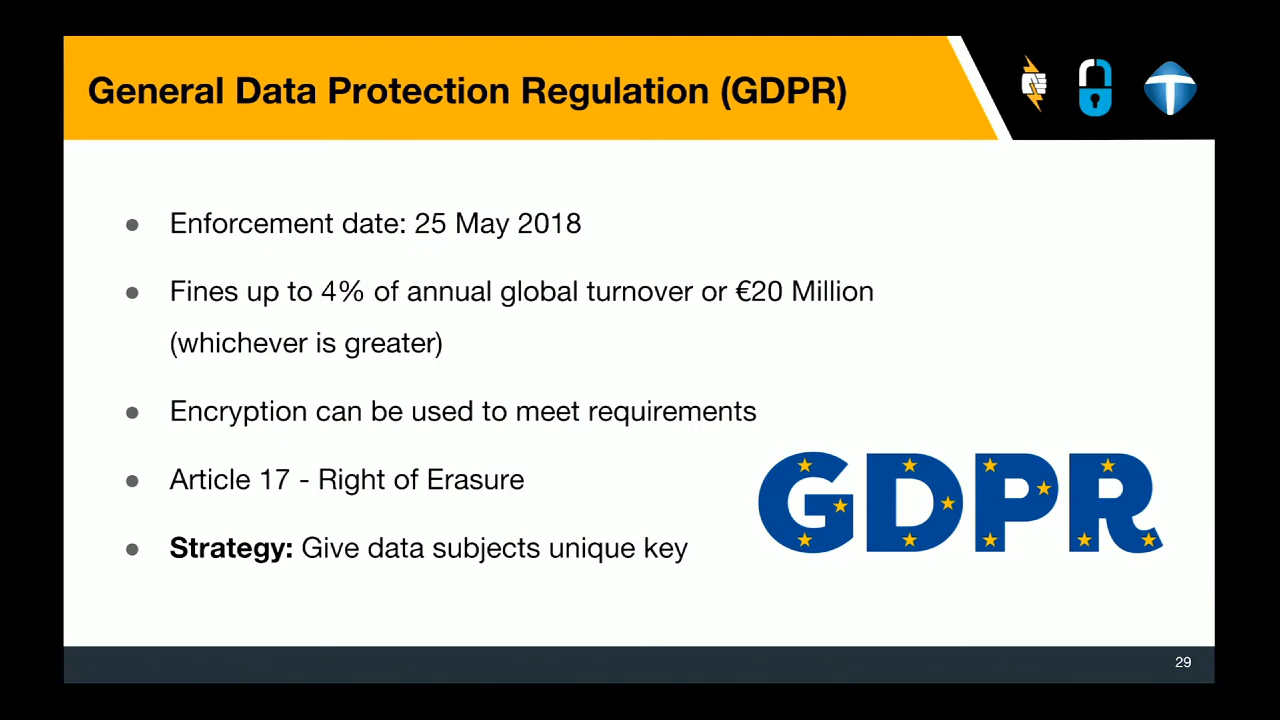 General Data Protection Regulation (GDPR)
● Enforcement date: 25 May 2018
● Fines up to 4% of annual global turnover or €20 Million
(whichever is greater)
● Encryption can be used to meet requirements
● Article 17 - Right of Erasure
● Strategy: Give data subjects unique key
GDPR
29